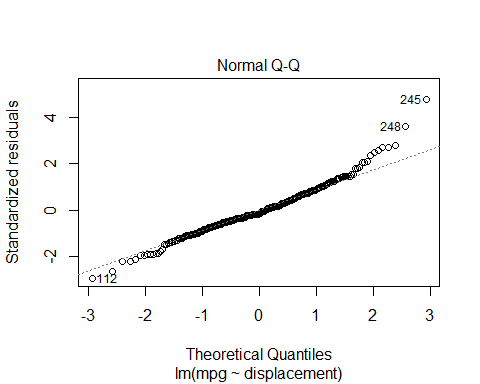 Normal Q-Q
Standardized residuals
4
2
0
-2
245
248
112
-3 -2 -1 0 1 2 3
Theoretical Quantiles
lm(mpg ~ displacement)